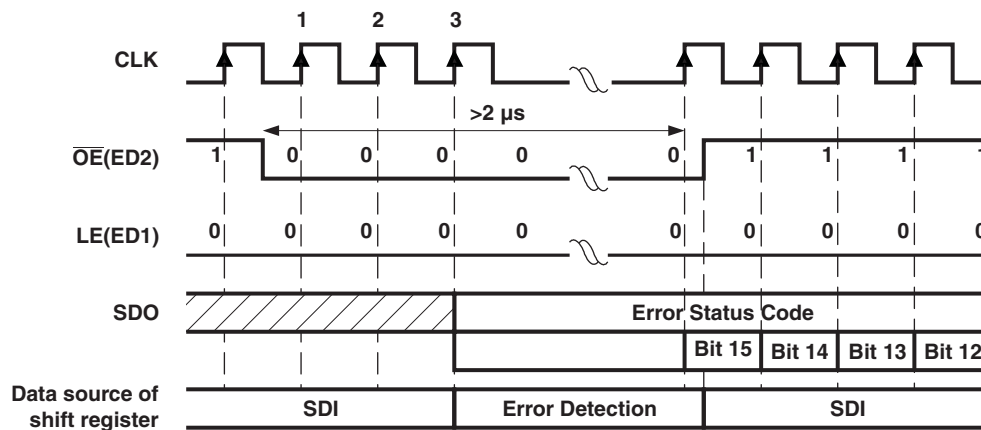 1 2 3
CLK
>2 µs
OE(ED2) 1 0 0 0 0 0 1 1 1 1
LE(ED1) 0 0 0 0 0 0 0 0 0 0
SDO Error Status Code
Bit 15 Bit 14 Bit 13 Bit 12
Data source of
shift register SDI Error Detection SDI